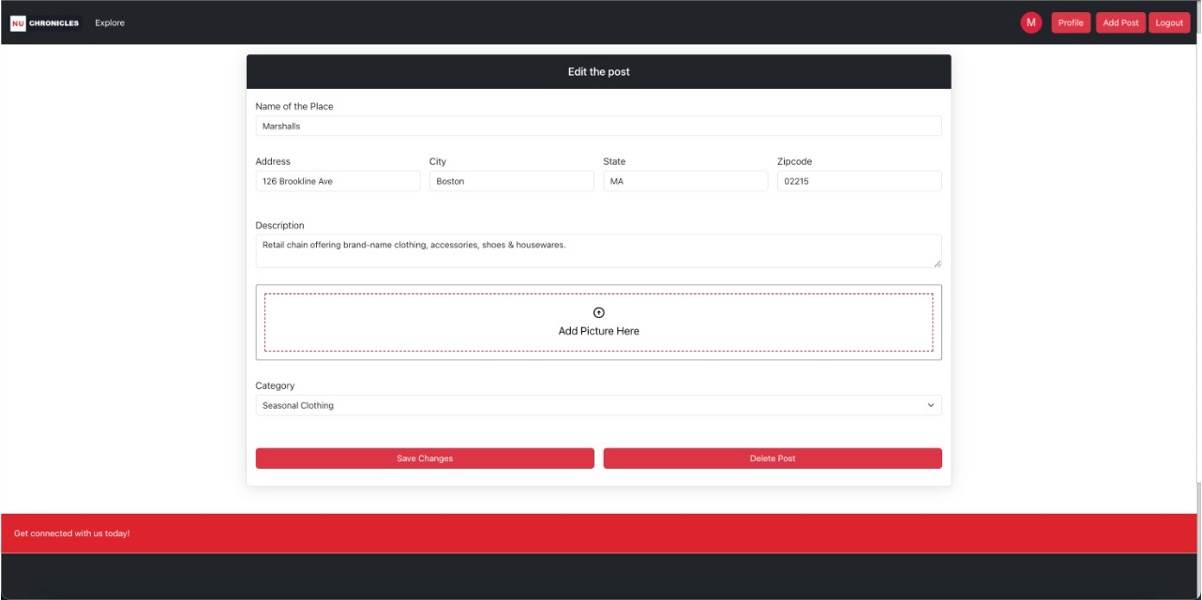 NU CHRONICLES Explore M Profile Add Post Logout
Edit the post
Name of the Place
Marshalls
Address City State Zipcode
126 Brookline Ave Boston MA 02215
Description
Retail chain offering brand-name clothing, accessories, shoes & housewares.
Add Picture Here
Category
Seasonal Clothing
Save Changes Delete Post
Get connected with us today!